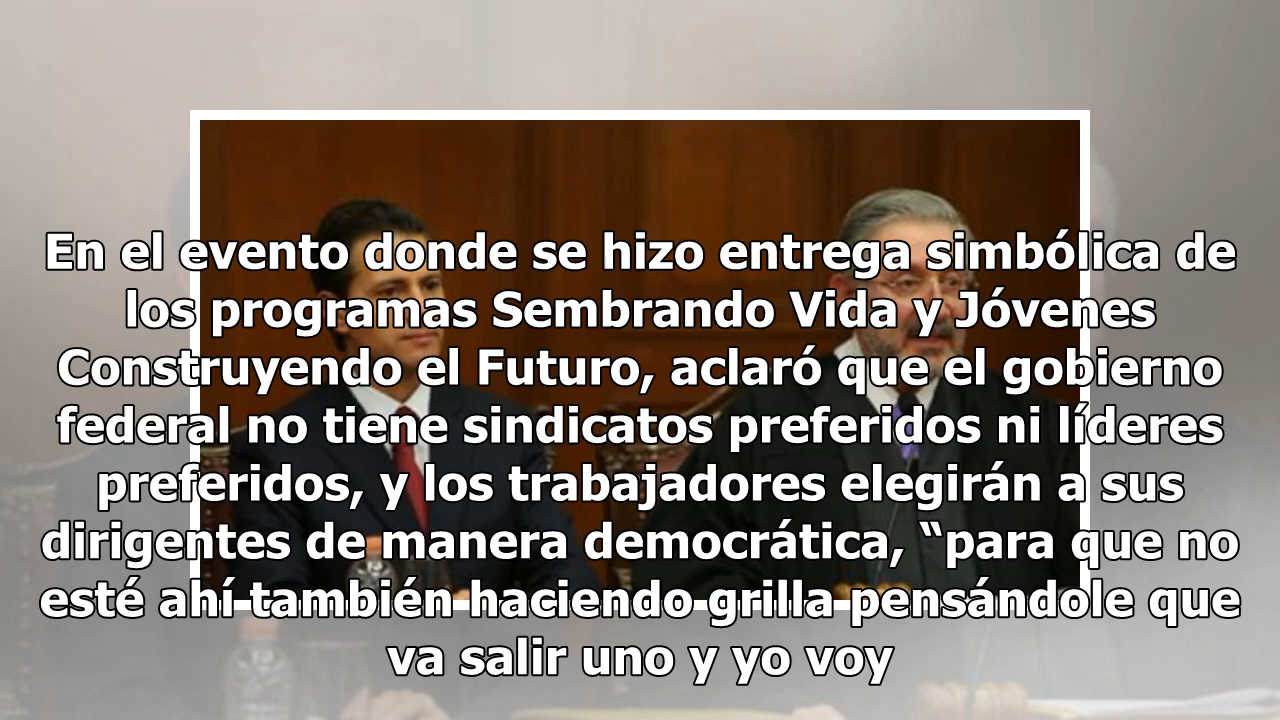 En el evento donde se hizo entrega simbólica de
los programas Sembrando Vida y Jóvenes
Construyendo el Futuro, aclaró que el gobierno
federal no tiene sindicatos preferidos ni líderes
preferidos, y los trabajadores elegirán a sus
dirigentes de manera democrática, “para que no
esté ahí también haciendo grilla pensándole que
va salir uno y yo voy